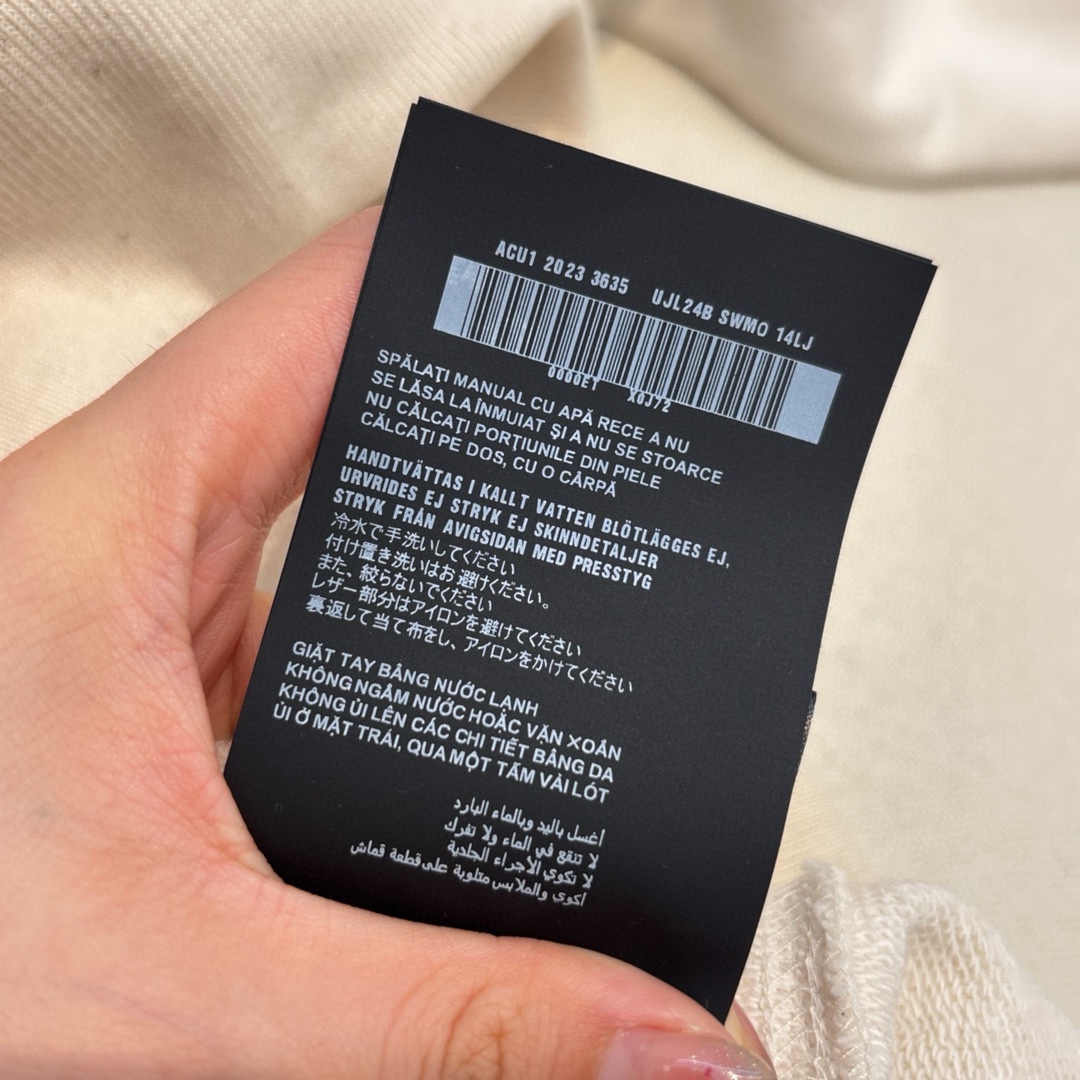 ACU1 2023 3635 UJL24B SWMO 14LJ
0000ET X0J72
SPĂLAȚI MANUAL CU APĂ RECE A NU
SE LĂSA LA ÎNMUIAT ȘI A NU SE STOARCE
NU CĂLCAȚI PORȚIUNILE DIN PIELE
CĂLCAȚI PE DOS, CU O CÂRPĂ
HANDTVÄTTAS I KALLT VATTEN BLÖTLÄGGES EJ,
URVRIDES EJ STRYK EJ SKINNDETALJER
STRYK FRÅN AVIGSIDAN MED PRESSTYG
冷水で手洗いしてください
付け置き洗いはお避けください。
また、絞らないでください
レザー部分はアイロンを避けてください
裏返して当て布をし、アイロンをかけてください
GIẶT TAY BẰNG NƯỚC LẠNH
KHÔNG NGÂM NƯỚC HOẶC VẶN XOẮN
KHÔNG ỦI LÊN CÁC CHI TIẾT BẰNG DA
ỦI Ở MẶT TRÁI, QUA MỘT TẤM VẢI LÓT
اغسل باليد وبالماء البارد
لا تنقع في الماء ولا تفرك
لا تكوي الأجزاء الجلدية
اكوي والملابس مقلوبة على قطعة قماش